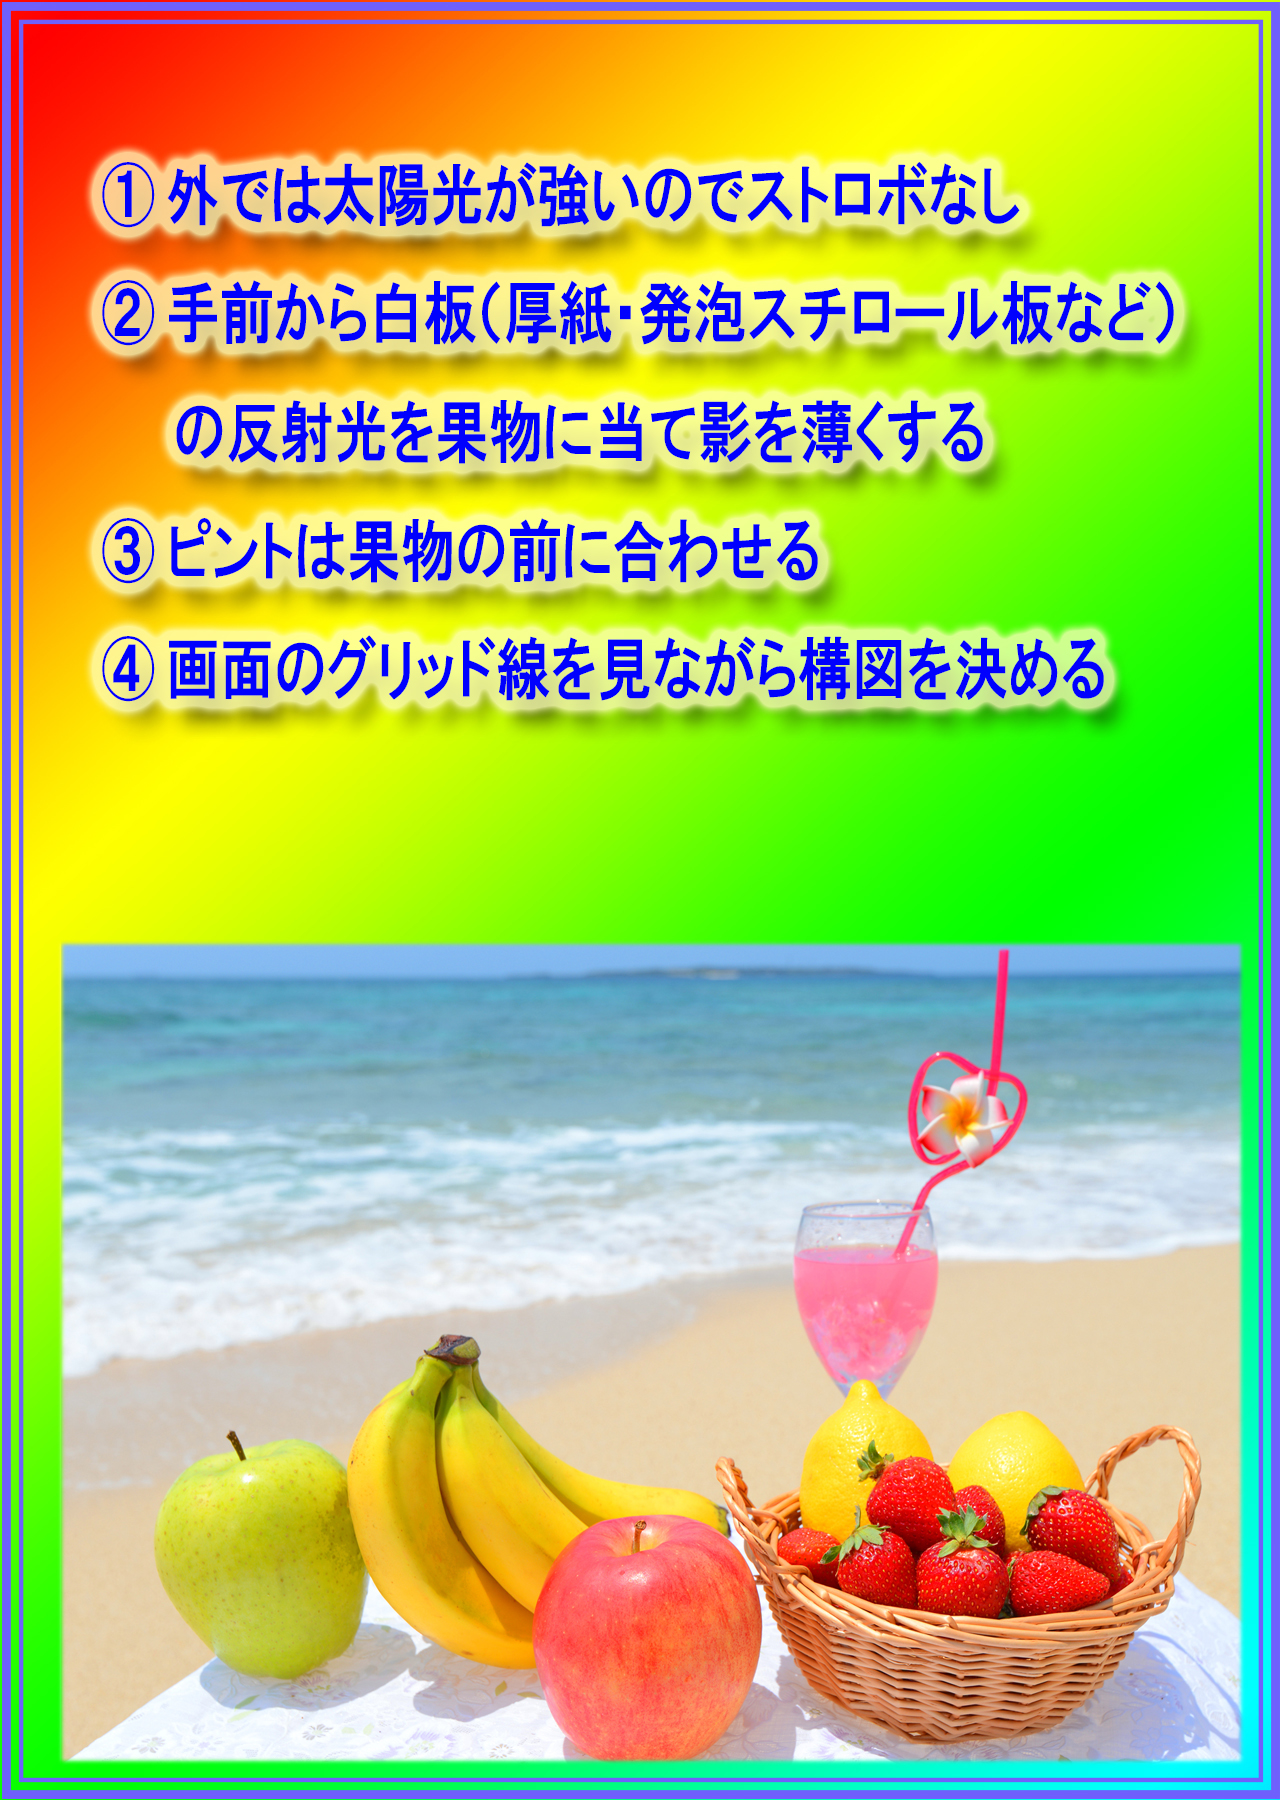 ① 外では太陽光が強いのでストロボなし
② 手前から白板（厚紙・発泡スチロール板など）
の反射光を果物に当て影を薄くする
③ ピントは果物の前に合わせる
④ 画面のグリッド線を見ながら構図を決める